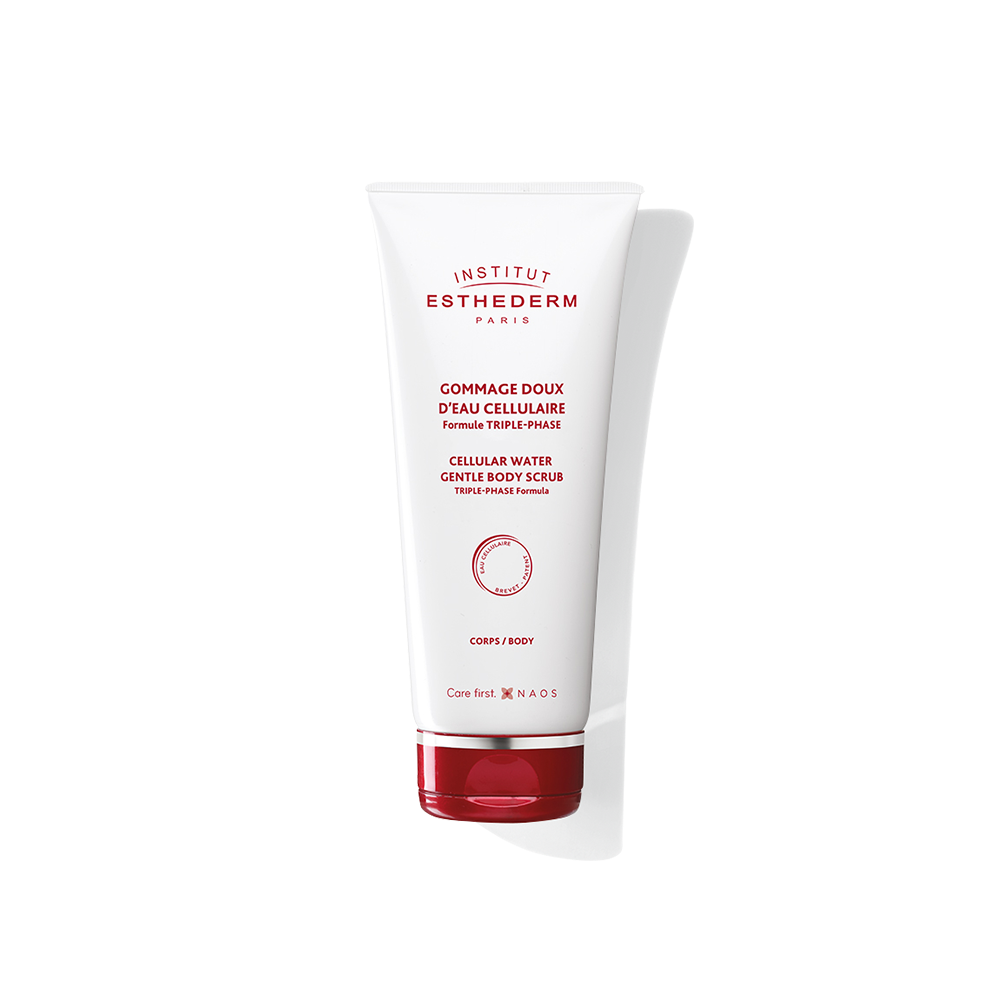 INSTITUT
ESTHEDERM
PARIS
GOMMAGE DOUX
D'EAU CELLULAIRE
Formule TRIPLE-PHASE
CELLULAR WATER
GENTLE BODY SCRUB
TRIPLE-PHASE Formula
EAU CELLULAIRE
BREVET - PATENT
CORPS / BODY
Care first. NAOS